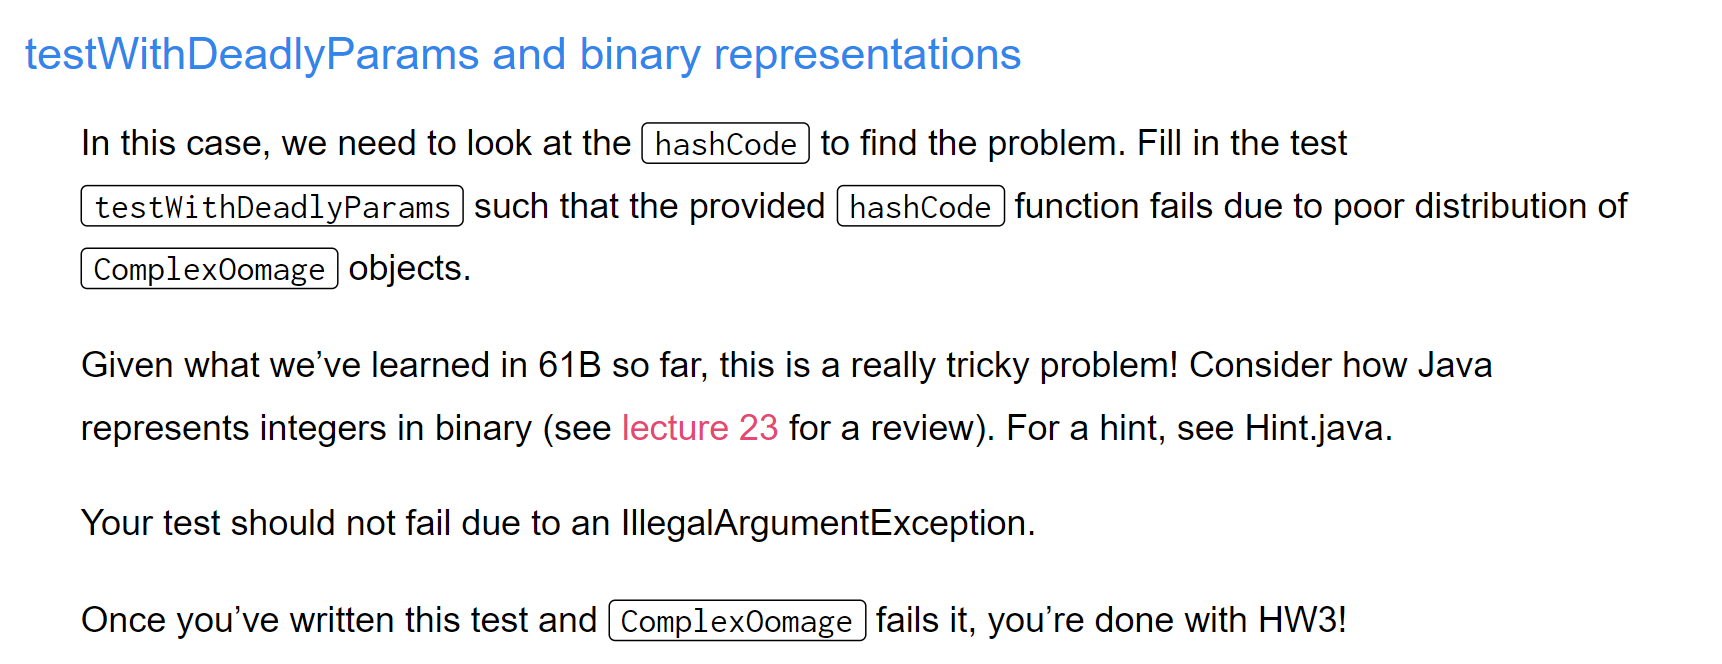 testWithDeadlyParams and binary representations
In this case, we need to look at the hashCode to find the problem. Fill in the test
testWithDeadlyParams such that the provided hashCode function fails due to poor distribution of
ComplexOomage objects.
Given what we’ve learned in 61B so far, this is a really tricky problem! Consider how Java
represents integers in binary (see lecture 23 for a review). For a hint, see Hint.java.
Your test should not fail due to an IllegalArgumentException.
Once you’ve written this test and ComplexOomage fails it, you’re done with HW3!